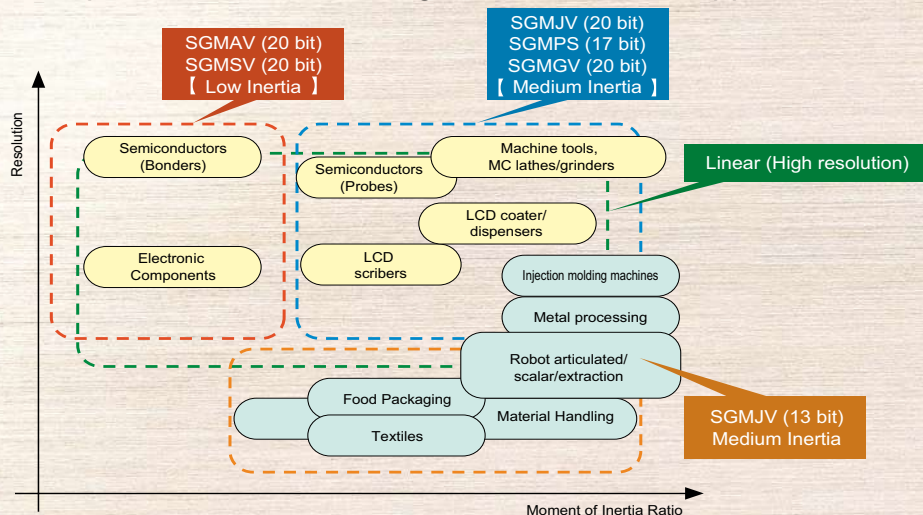 SGMAV (20 bit)
SGMSV (20 bit)
【 Low Inertia 】
SGMJV (20 bit)
SGMPS (17 bit)
SGMGV (20 bit)
【 Medium Inertia 】
Resolution
Semiconductors
(Bonders)
Semiconductors
(Probes)
Machine tools,
MC lathes/grinders
Linear (High resolution)
LCD coater/
dispensers
Electronic
Components
LCD
scribers
Injection molding machines
Metal processing
Robot articulated/
scalar/extraction
Food Packaging
Material Handling
Textiles
SGMJV (13 bit)
Medium Inertia
Moment of Inertia Ratio